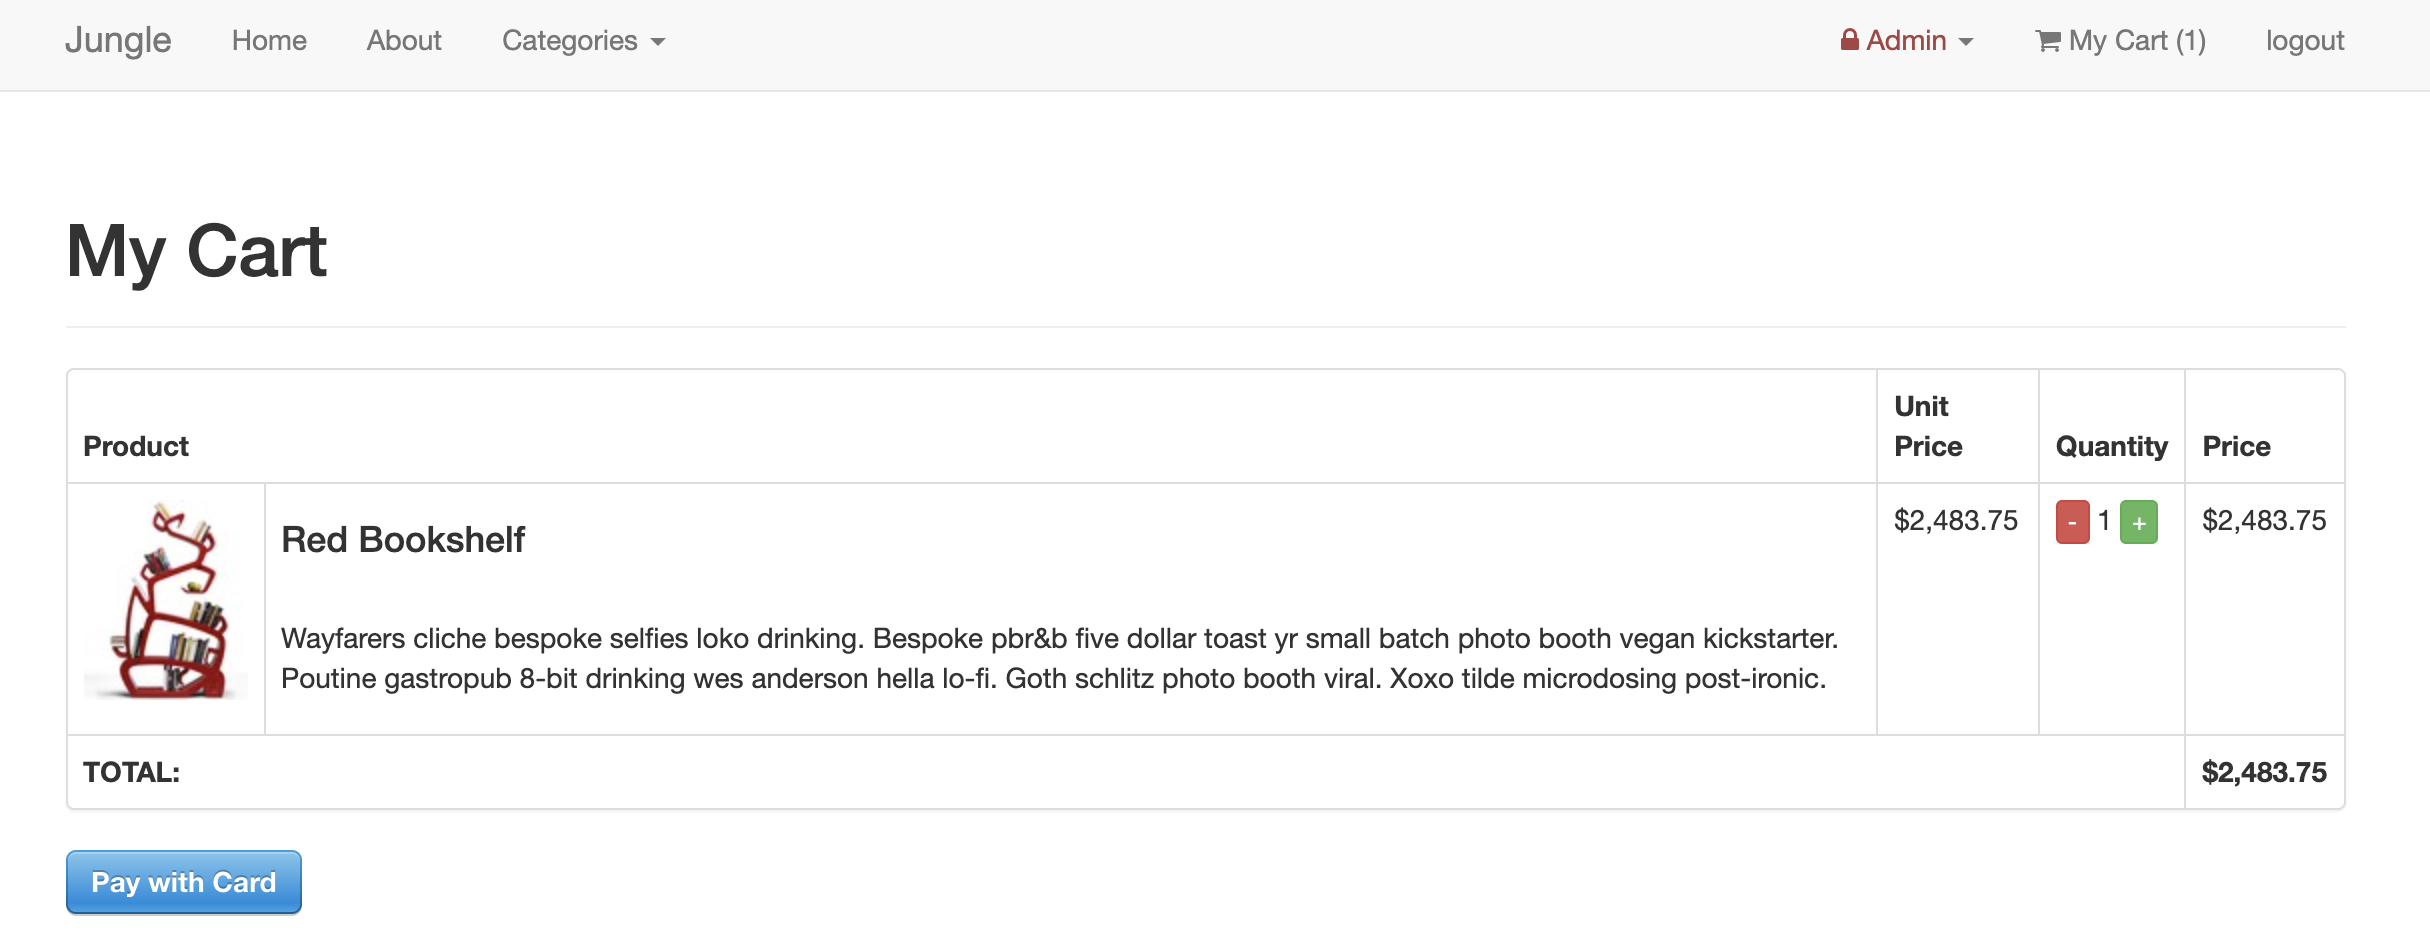 Jungle Home About Categories Admin My Cart (1) logout
My Cart
Product Unit Price Quantity Price
Red Bookshelf $2,483.75 - 1 + $2,483.75
Wayfarers cliche bespoke selfies loko drinking. Bespoke pbr&b five dollar toast yr small batch photo booth vegan kickstarter.
Poutine gastropub 8-bit drinking wes anderson hella lo-fi. Goth schlitz photo booth viral. Xoxo tilde microdosing post-ironic.
TOTAL: $2,483.75
Pay with Card